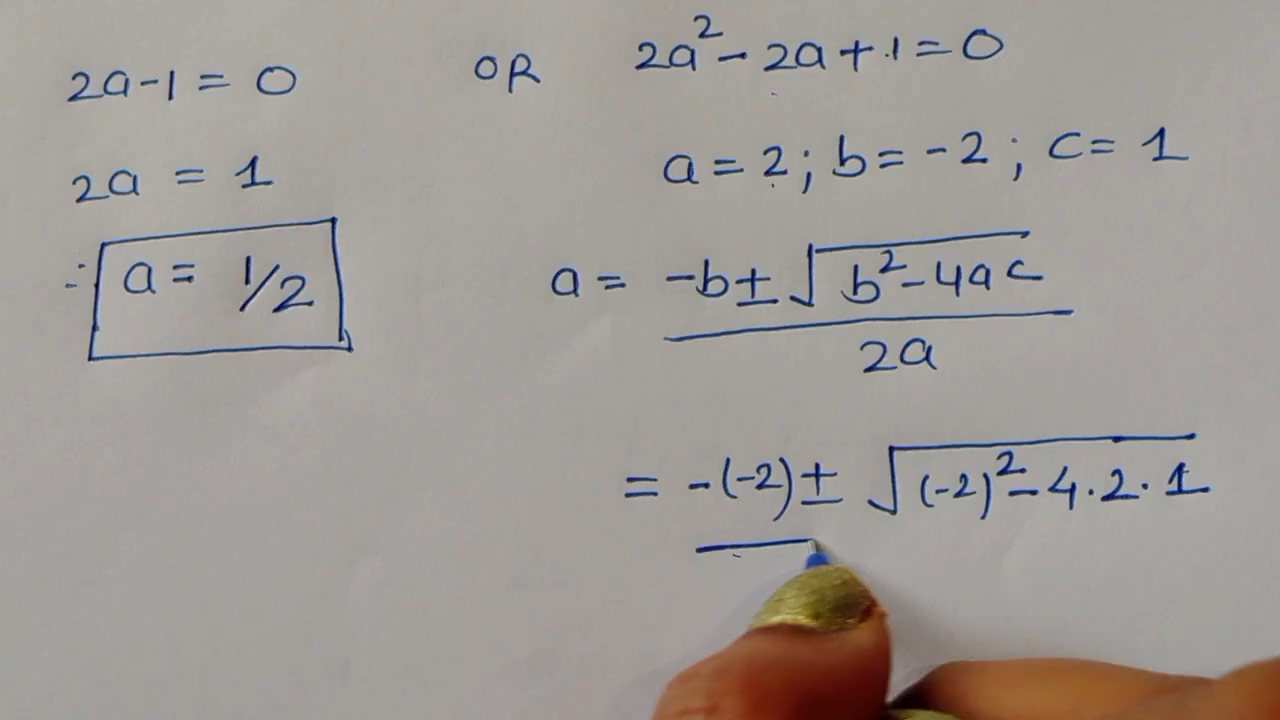 2a-1 = 0 OR 2a²-2a+1=0
2a = 1 a=2; b=-2; c=1
∴ a = 1/2 a = -b±√b²-4ac
2a
= -(-2)± √(-2)²-4.2.1